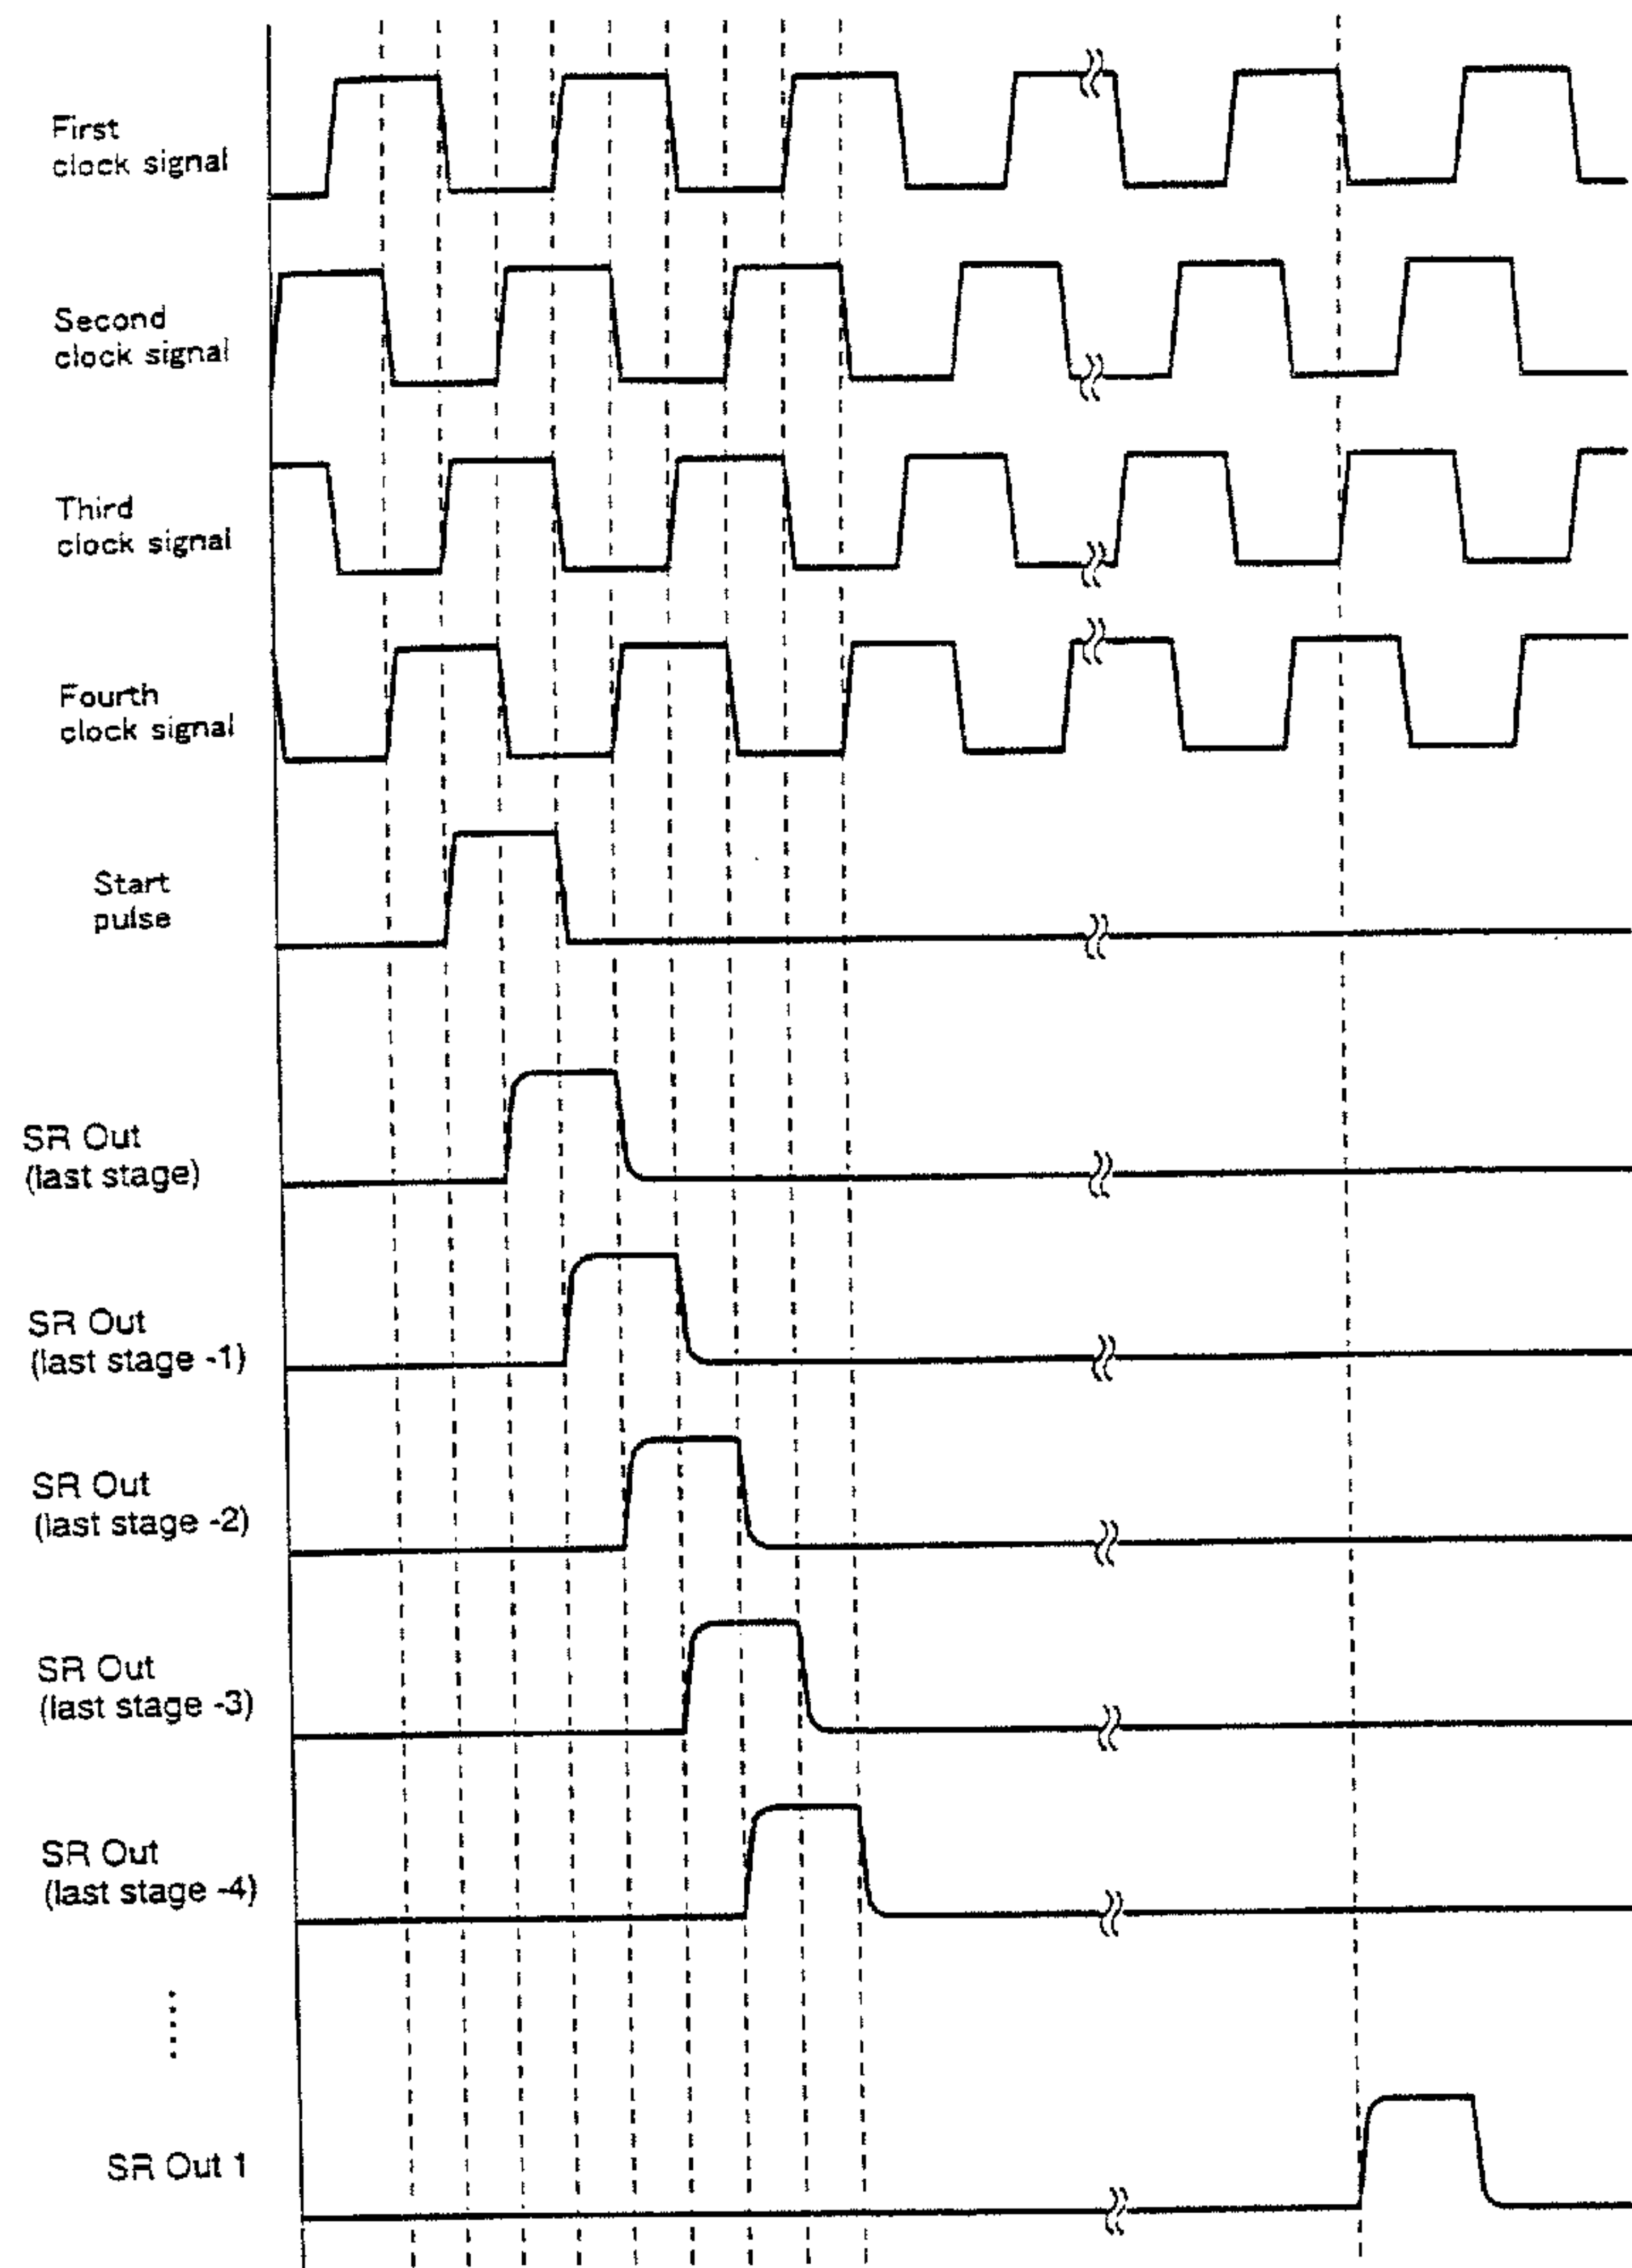 First
clock signal
Second
clock signal
Third
clock signal
Fourth
clock signal
Start
pulse
SR Out
(last stage)
SR Out
(last stage -1)
SR Out
(last stage -2)
SR Out
(last stage -3)
SR Out
(last stage -4)
SR Out 1